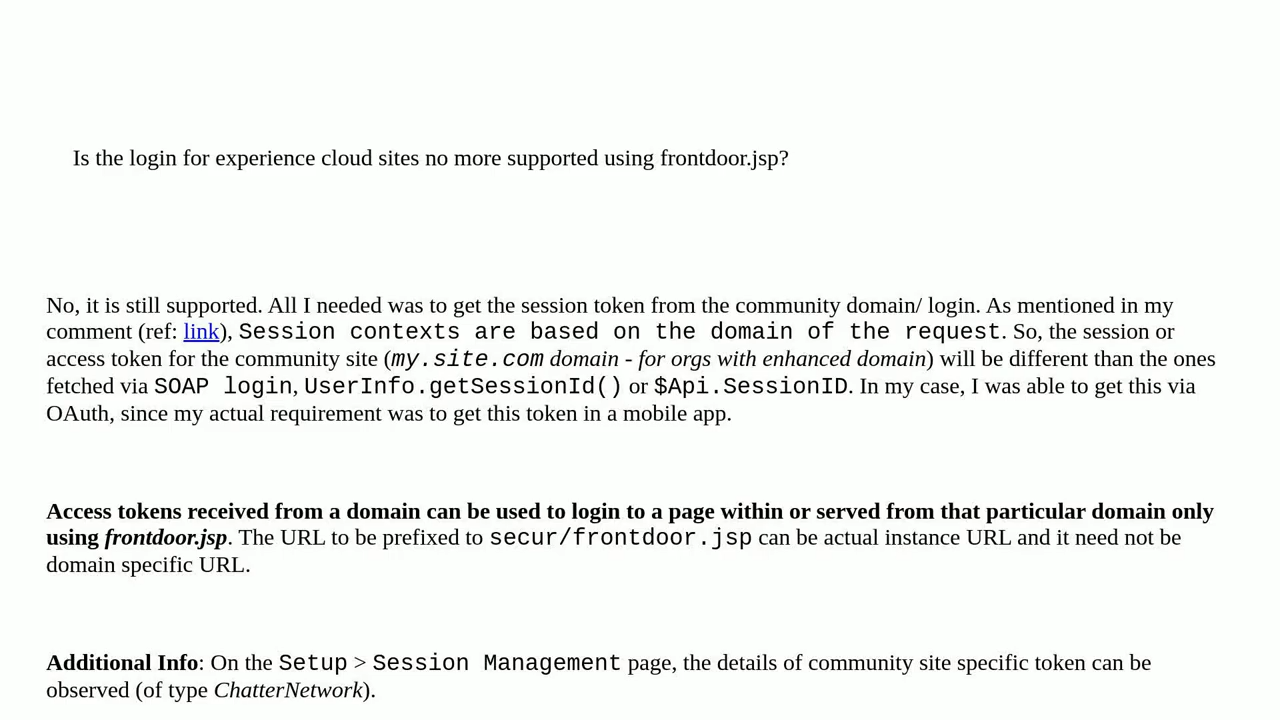 Is the login for experience cloud sites no more supported using frontdoor.jsp?
No, it is still supported. All I needed was to get the session token from the community domain/ login. As mentioned in my
comment (ref: link), Session contexts are based on the domain of the request. So, the session or
access token for the community site (my.site.com domain - for orgs with enhanced domain) will be different than the ones
fetched via SOAP login, UserInfo.getSessionId() or $Api.SessionID. In my case, I was able to get this via
OAuth, since my actual requirement was to get this token in a mobile app.
Access tokens received from a domain can be used to login to a page within or served from that particular domain only
using frontdoor.jsp. The URL to be prefixed to secur/frontdoor.jsp can be actual instance URL and it need not be
domain specific URL.
Additional Info: On the Setup > Session Management page, the details of community site specific token can be
observed (of type ChatterNetwork).